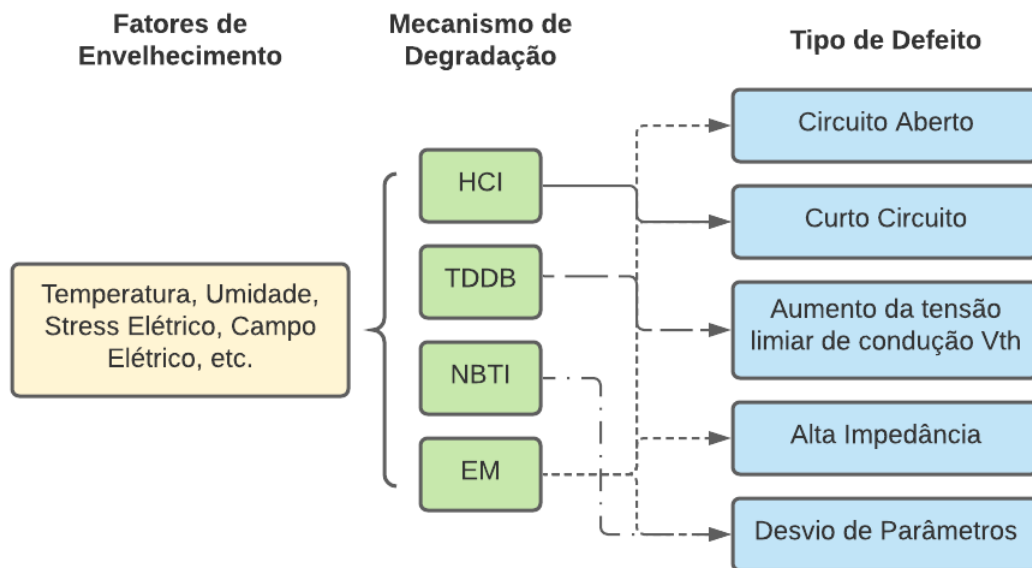 Fatores de
Envelhecimento
Mecanismo de
Degradação
Tipo de Defeito
Temperatura, Umidade,
Stress Elétrico, Campo
Elétrico, etc.
HCI
TDDB
NBTI
EM
Circuito Aberto
Curto Circuito
Aumento da tensão
limiar de condução Vth
Alta Impedância
Desvio de Parâmetros